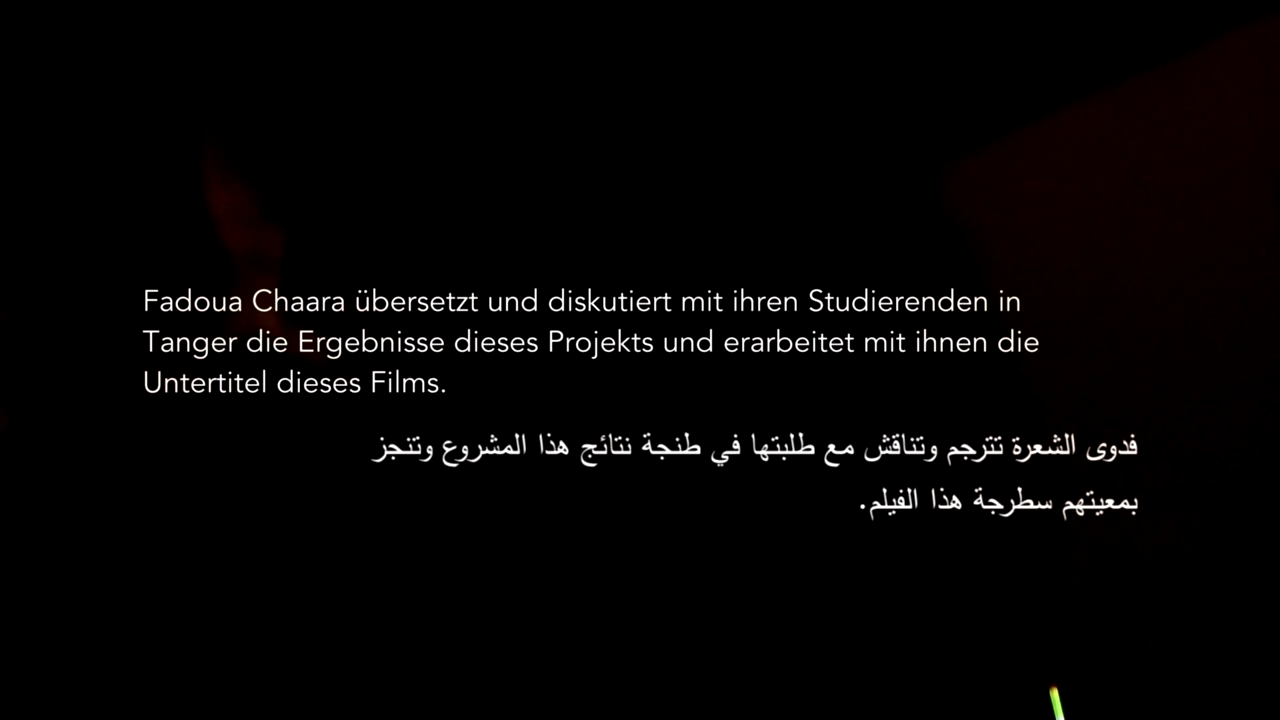 Fadoua Chaara übersetzt und diskutiert mit ihren Studierenden in
Tanger die Ergebnisse dieses Projekts und erarbeitet mit ihnen die
Untertitel dieses Films.
فدوى الشعرة تترجم وتناقش مع طلبتها في طنجة نتائج هذا المشروع وتنجز
بمعيتهم سطرجة هذا الفيلم.